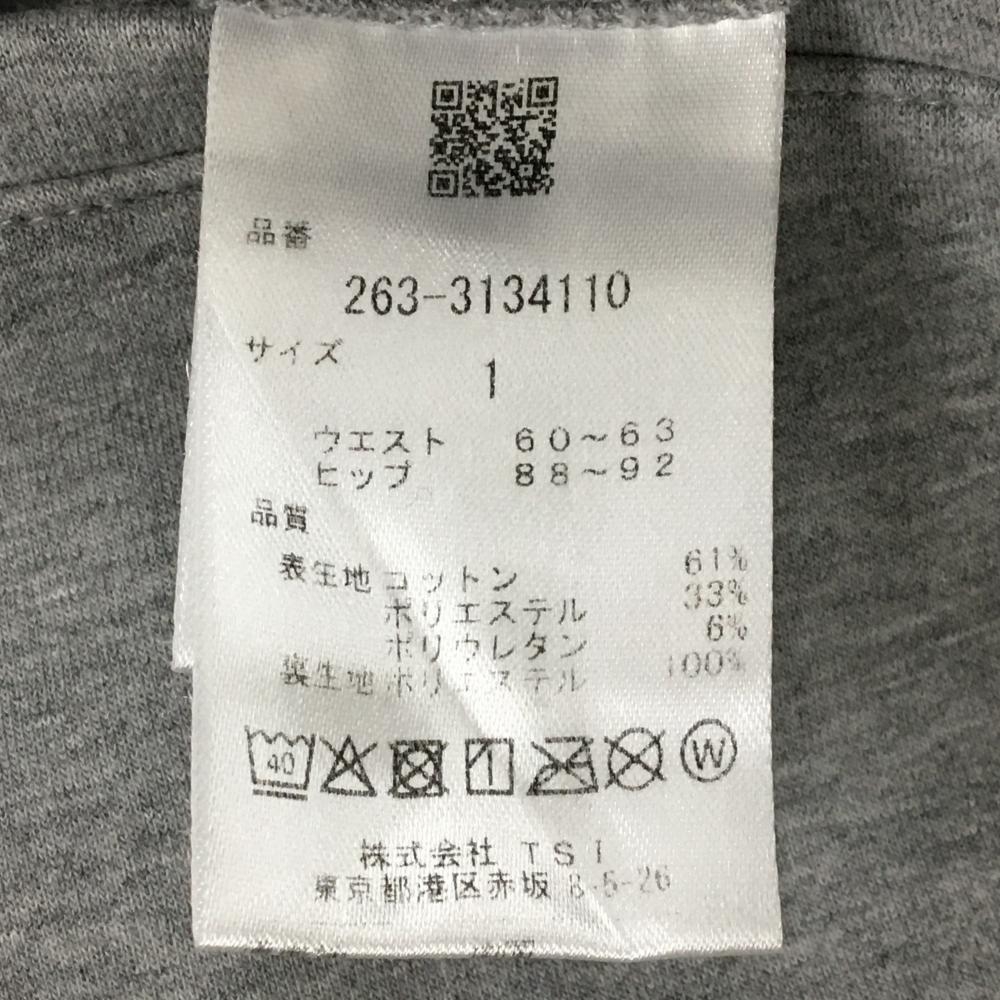 品番
263-3134110
サイズ
1
ウエスト 60~63
ヒップ 88~92
品質
表生地 コットン 61%
ポリエステル 33%
ポリウレタン 6%
裏生地 ポリエステル 100%
40 W
株式会社 TSI
東京都港区赤坂 8-5-26